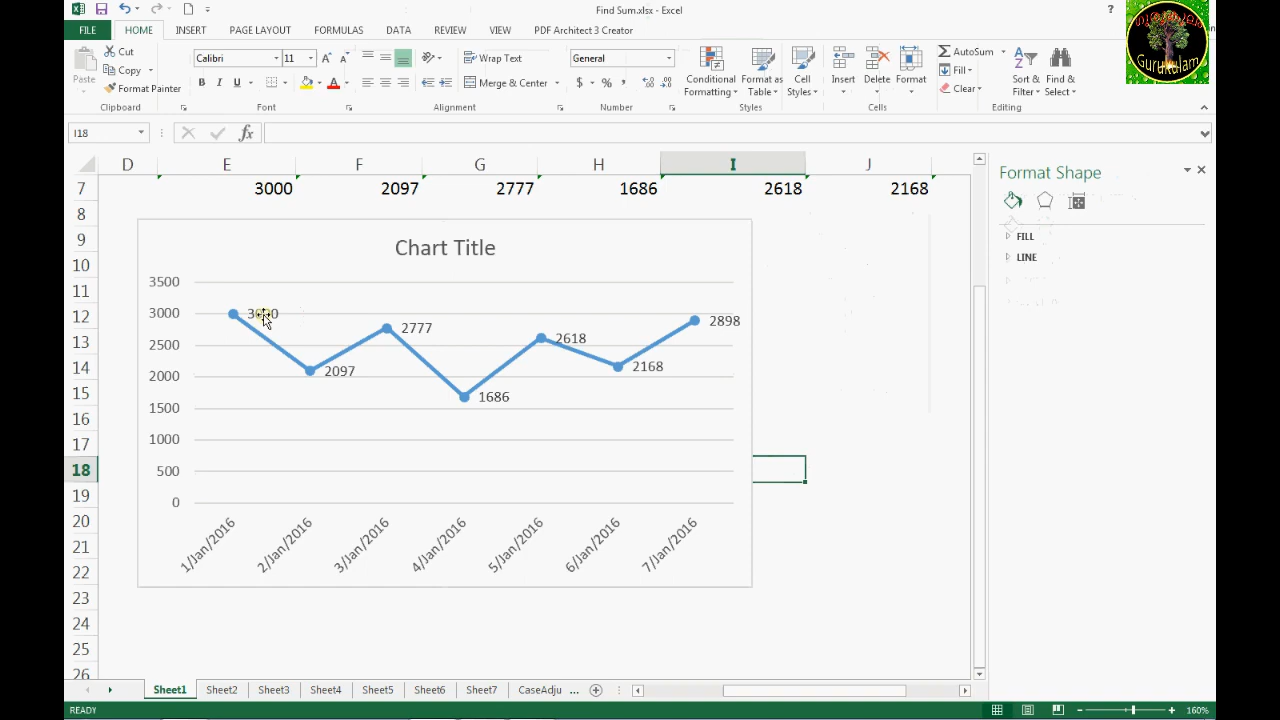 Find Sum.xlsx - Excel
?
FILE HOME INSERT PAGE LAYOUT FORMULAS DATA REVIEW VIEW PDF Architect 3 Creator
Gurukulam
Paste
Cut
Copy
Format Painter
Clipboard
Calibri 11
B I U
Font
Wrap Text
Merge & Center
Alignment
General
$ % ,
Number
Conditional Formatting
Format as Table
Cell Styles
Styles
Insert
Delete
Format
Cells
AutoSum
Fill
Clear
Sort & Filter
Find & Select
Editing
I18 fx
D E F G H I J
7 3000 2097 2777 1686 2618 2168
8
9
10
11
12
13
14
15
16
17
18
19
20
21
22
23
24
25
26
Chart Title
3500
3000
2500
2000
1500
1000
500
0
3000
2097
2777
1686
2618
2168
2898
1/Jan/2016
2/Jan/2016
3/Jan/2016
4/Jan/2016
5/Jan/2016
6/Jan/2016
7/Jan/2016
Format Shape
FILL
LINE
Sheet1 Sheet2 Sheet3 Sheet4 Sheet5 Sheet6 Sheet7 CaseAdju ...
READY
160%